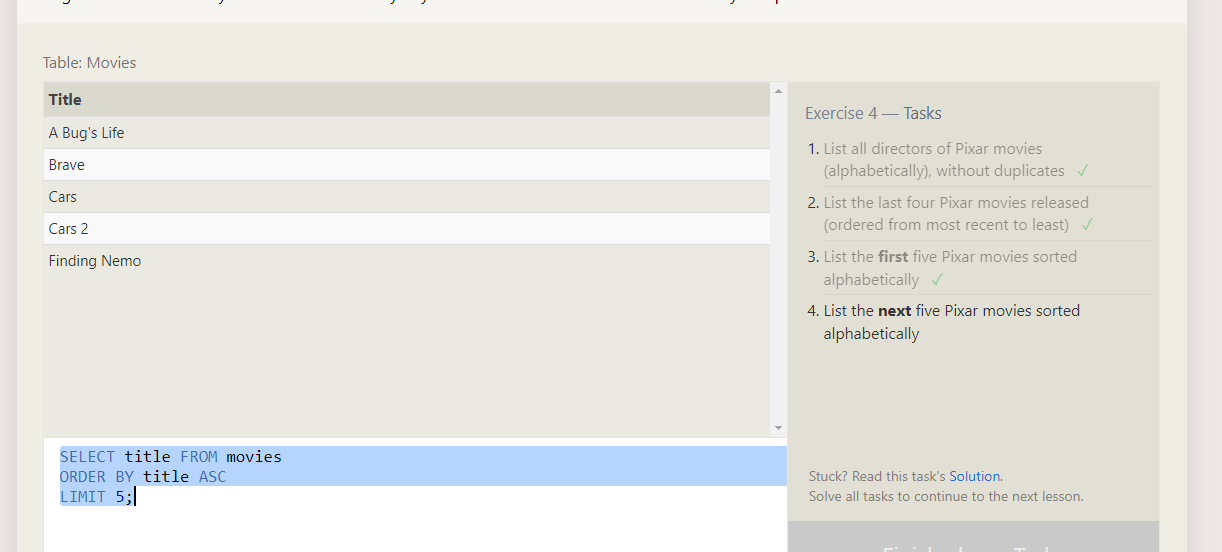 Table: Movies
Title
A Bug's Life
Brave
Cars
Cars 2
Finding Nemo
SELECT title FROM movies
ORDER BY title ASC
LIMIT 5;
Exercise 4 — Tasks
1. List all directors of Pixar movies
(alphabetically), without duplicates ✓
2. List the last four Pixar movies released
(ordered from most recent to least) ✓
3. List the first five Pixar movies sorted
alphabetically ✓
4. List the next five Pixar movies sorted
alphabetically
Stuck? Read this task's Solution.
Solve all tasks to continue to the next lesson.